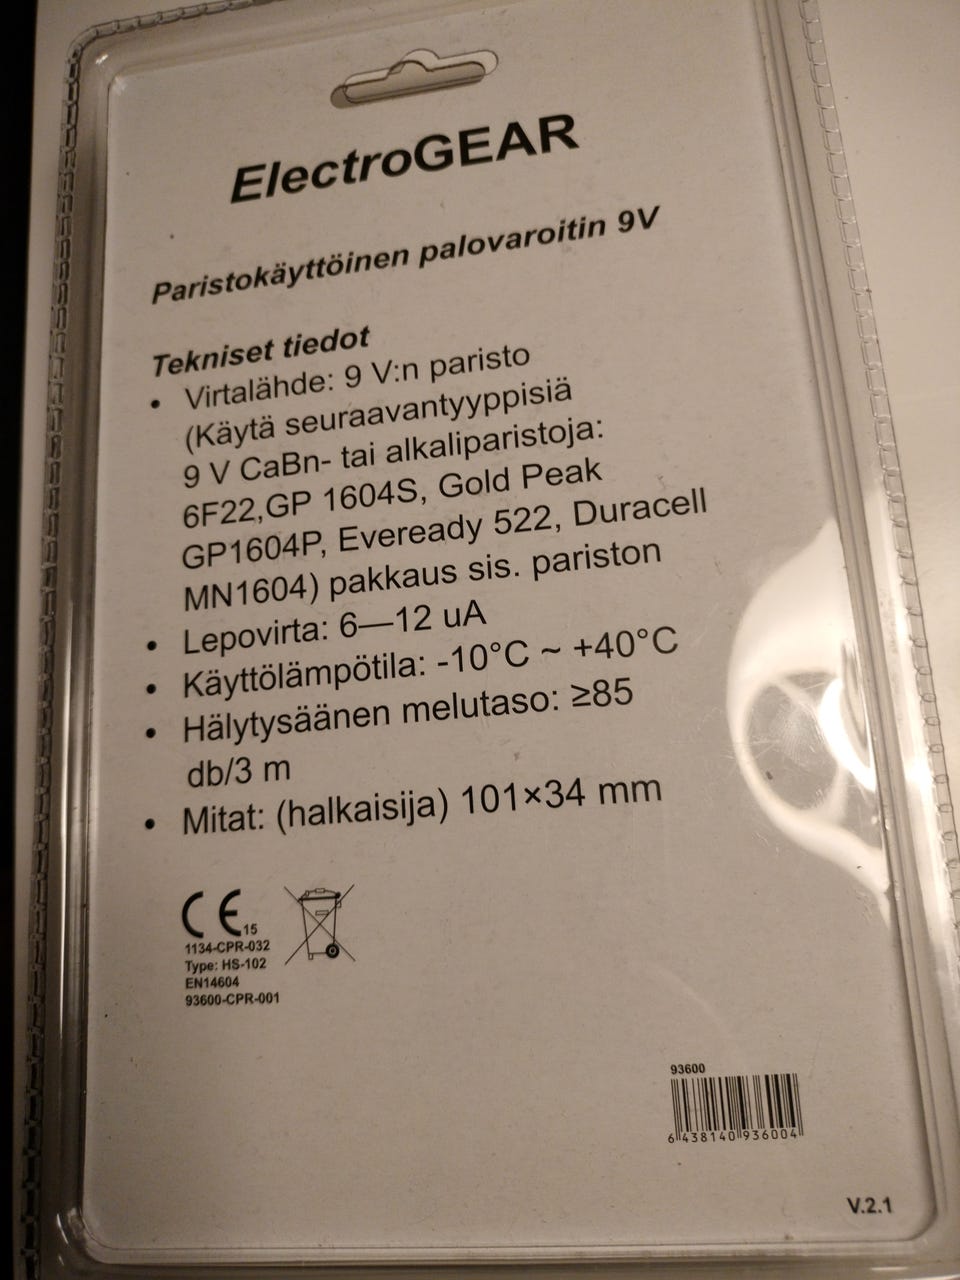 ElectroGEAR
Paristokäyttöinen palovaroitin 9V
Tekniset tiedot
• Virtalähde: 9 V:n paristo
(Käytä seuraavantyyppisiä
9 V CaBn- tai alkaliparistoja:
6F22,GP 1604S, Gold Peak
GP1604P, Eveready 522, Duracell
MN1604) pakkaus sis. pariston
• Lepovirta: 6—12 uA
• Käyttölämpötila: -10°C ~ +40°C
• Hälytysäänen melutaso: ≥85
db/3 m
• Mitat: (halkaisija) 101×34 mm
CE 15
1134-CPR-032
Type: HS-102
EN14604
93600-CPR-001
93600
6 438140 936004
V.2.1